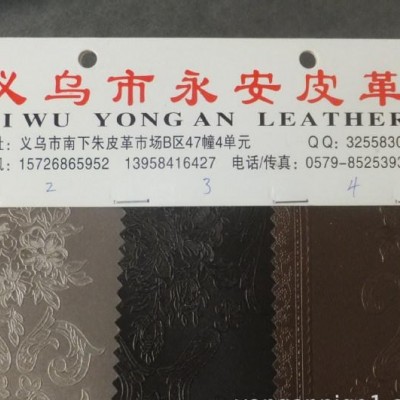 义乌市永安皮革
IWU YONGAN LEATHER
址：义乌市南下朱皮革市场B区47幢4单元 QQ：3255830
机：15726865952 13958416427 电话/传真：0579-8525393
2 3 4